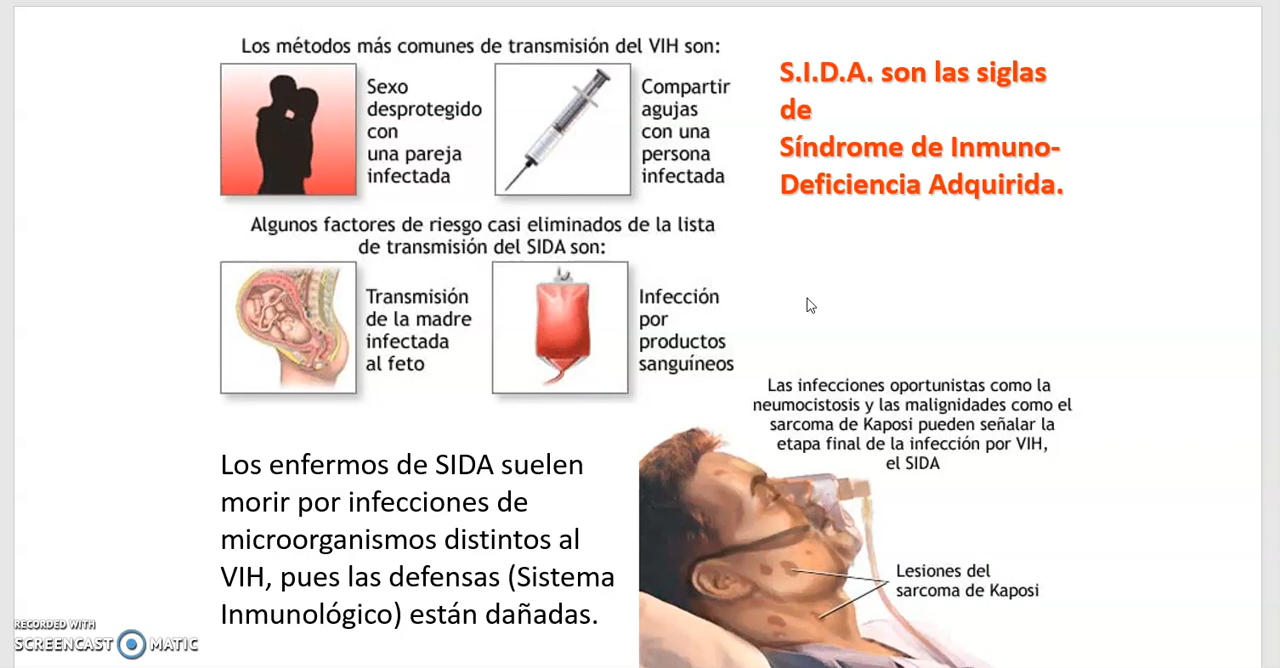 Los métodos más comunes de transmisión del VIH son:
Sexo
desprotegido
con
una pareja
infectada
Compartir
agujas
con una
persona
infectada
S.I.D.A. son las siglas
de
Síndrome de Inmuno-
Deficiencia Adquirida.
Algunos factores de riesgo casi eliminados de la lista
de transmisión del SIDA son:
Transmisión
de la madre
infectada
al feto
Infección
por
productos
sanguíneos
Las infecciones oportunistas como la
neumocistosis y las malignidades como el
sarcoma de Kaposi pueden señalar la
etapa final de la infección por VIH,
el SIDA
Los enfermos de SIDA suelen
morir por infecciones de
microorganismos distintos al
VIH, pues las defensas (Sistema
Inmunológico) están dañadas.
Lesiones del
sarcoma de Kaposi
RECORDED WITH
SCREENCAST MATIC